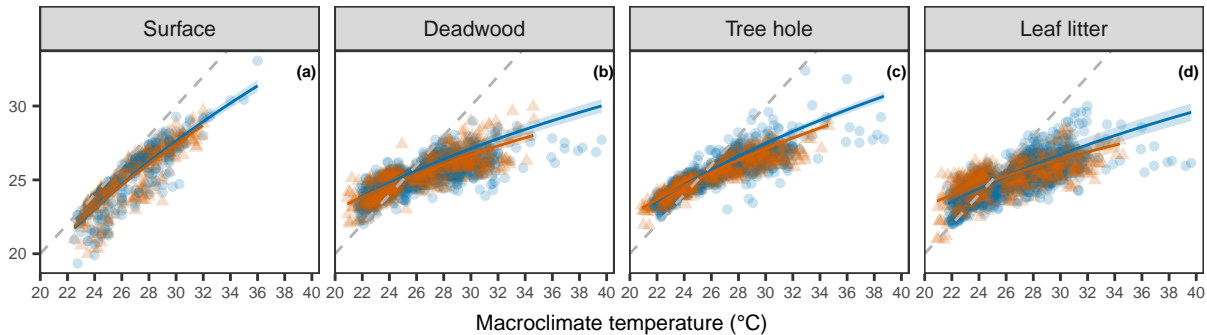 Surface Deadwood Tree hole Leaf litter
(a) (b) (c) (d)
30
25
20
20 22 24 26 28 30 32 34 36 38 40 20 22 24 26 28 30 32 34 36 38 40 20 22 24 26 28 30 32 34 36 38 40 20 22 24 26 28 30 32 34 36 38 40
Macroclimate temperature (°C)